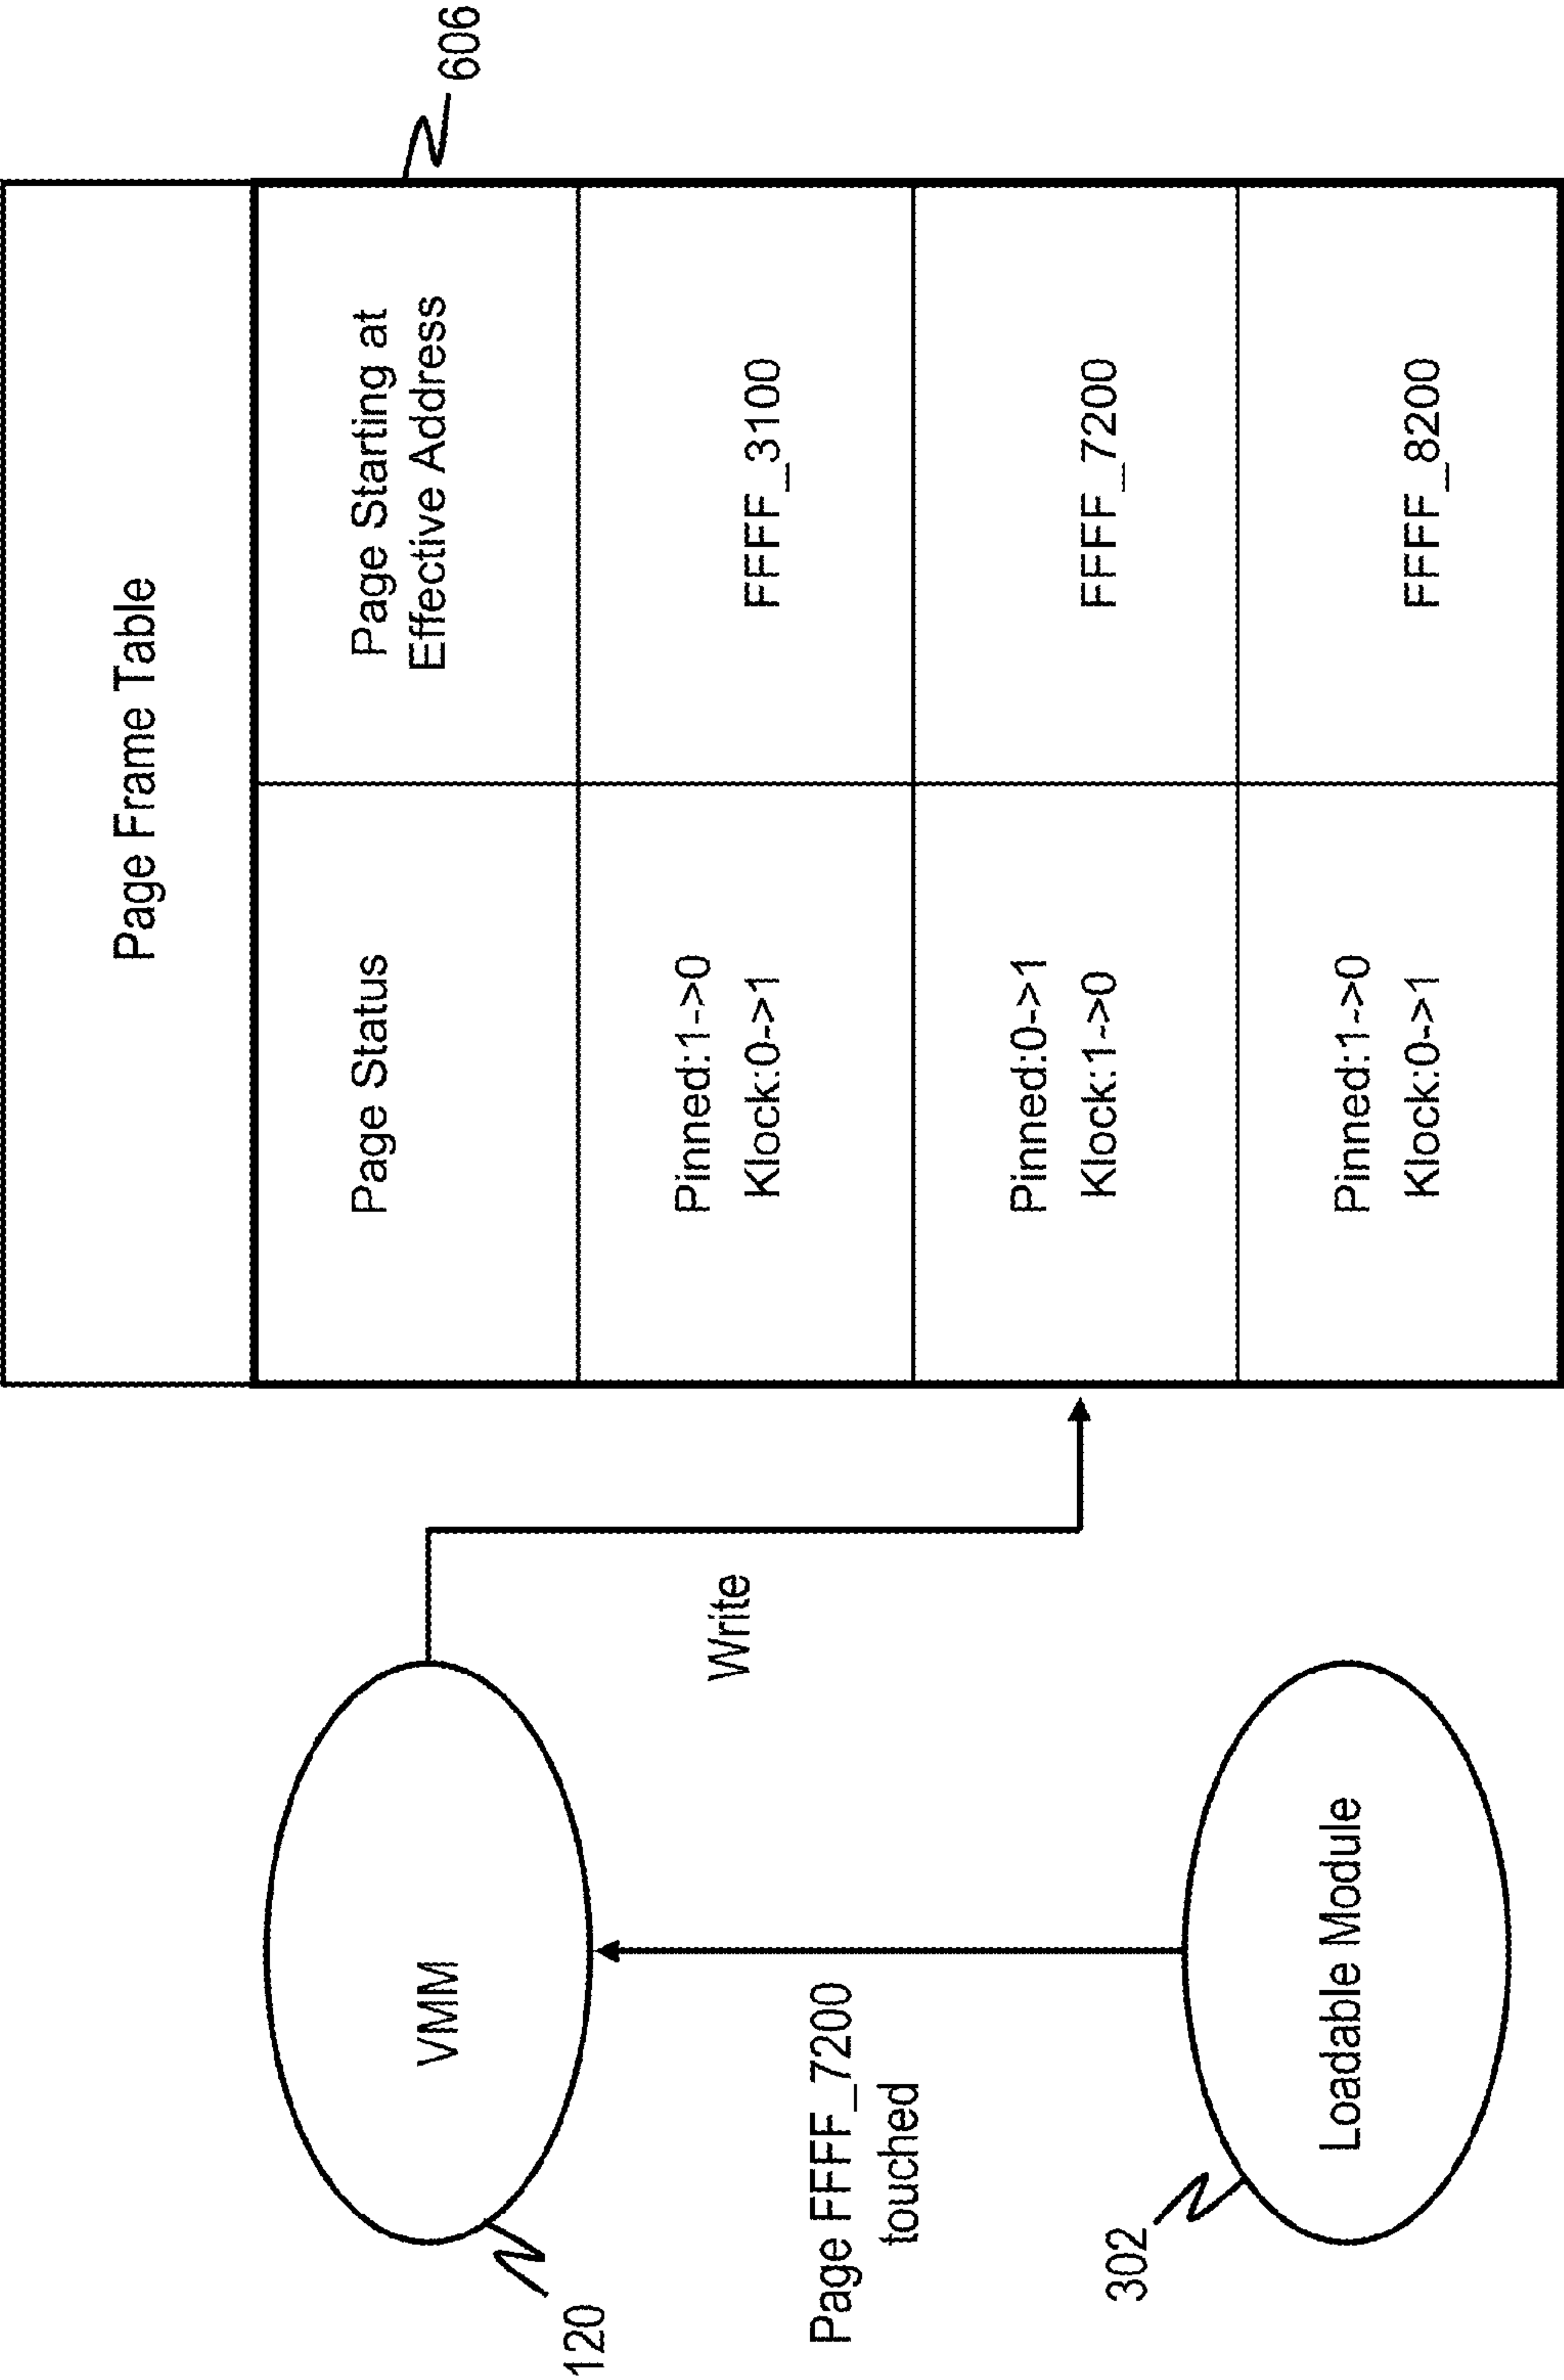 Page Frame Table
606
Page Status
Page Starting at
Effective Address
Pinned:1->0
Klock:0->1
FFFF_3100
Pinned:0->1
Klock:1->0
FFFF_7200
Pinned:1->0
Klock:0->1
FFFF_8200
VMM
120
Write
Page FFFF_7200
touched
Loadable Module
302